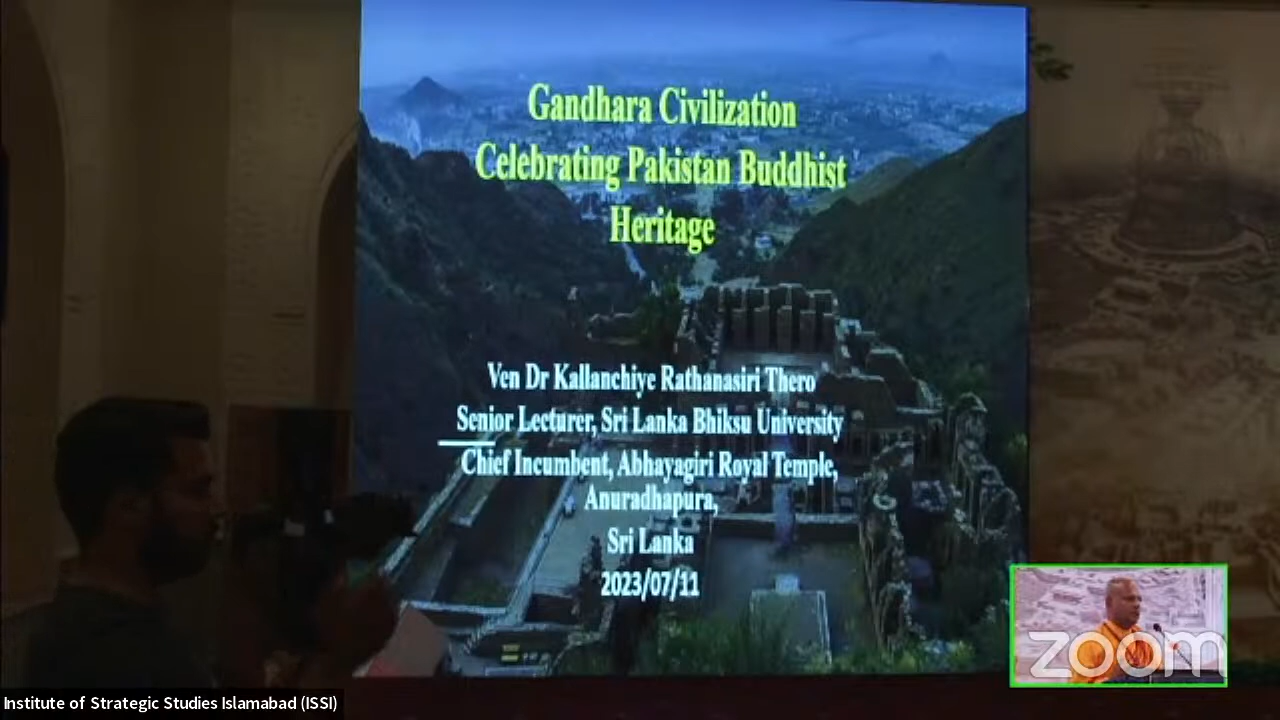 Gandhara Civilization
Celebrating Pakistan Buddhist
Heritage
Ven Dr Kallanchiye Rathanasiri Thero
Senior Lecturer, Sri Lanka Bhiksu University
Chief Incumbent, Abhayagiri Royal Temple,
Anuradhapura,
Sri Lanka
2023/07/11
zoom
Institute of Strategic Studies Islamabad (ISSI)